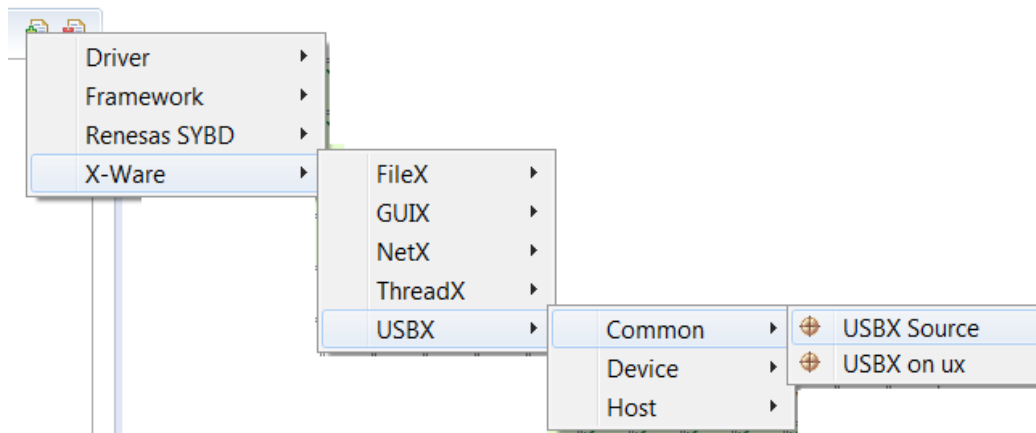 Driver
Framework
Renesas SYBD
X-Ware
FileX
GUIX
NetX
ThreadX
USBX
Common
Device
Host
USBX Source
USBX on ux